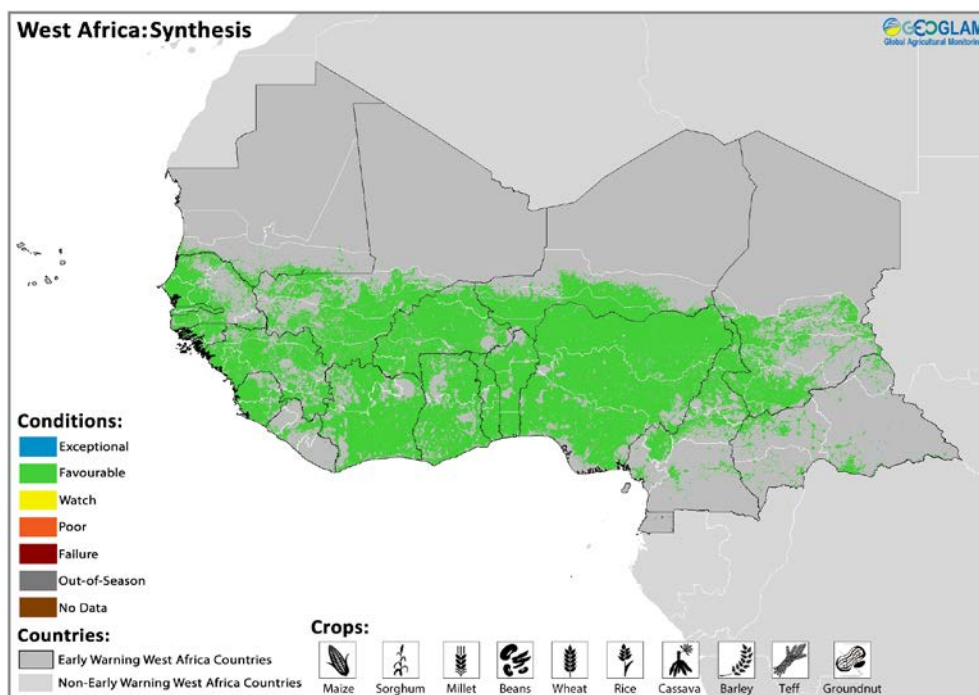 West Africa:Synthesis
GEOGLAM
Global Agricultural Monitoring
Conditions:
Exceptional
Favourable
Watch
Poor
Failure
Out-of-Season
No Data
Countries:
Early Warning West Africa Countries
Non-Early Warning West Africa Countries
Crops:
Maize Sorghum Millet Beans Wheat Rice Cassava Barley Teff Groundnut